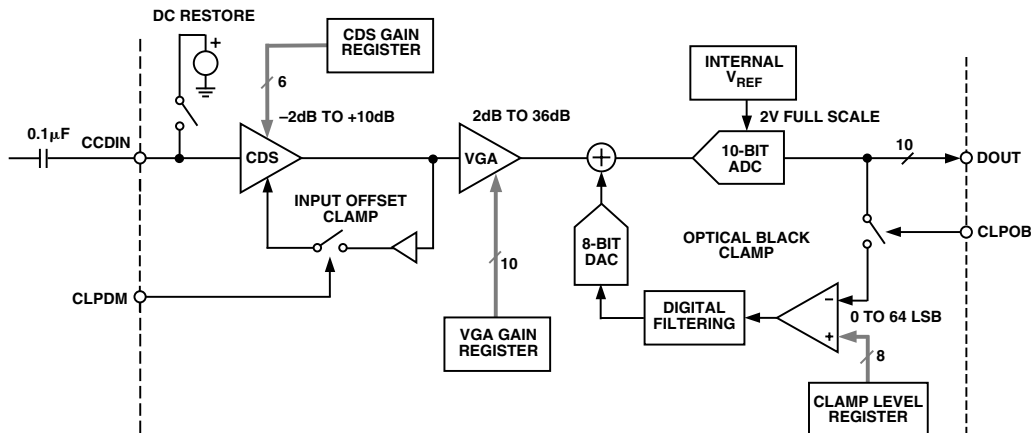 DC RESTORE
+
CDS GAIN
REGISTER
6
–2dB TO +10dB
0.1µF
CCDIN
CDS
INPUT OFFSET
CLAMP
CLPDM
2dB TO 36dB
VGA
10
VGA GAIN
REGISTER
+
8-BIT
DAC
INTERNAL
VREF
2V FULL SCALE
10-BIT
ADC
10
DOUT
CLPOB
OPTICAL BLACK
CLAMP
DIGITAL
FILTERING
–
+
0 TO 64 LSB
8
CLAMP LEVEL
REGISTER